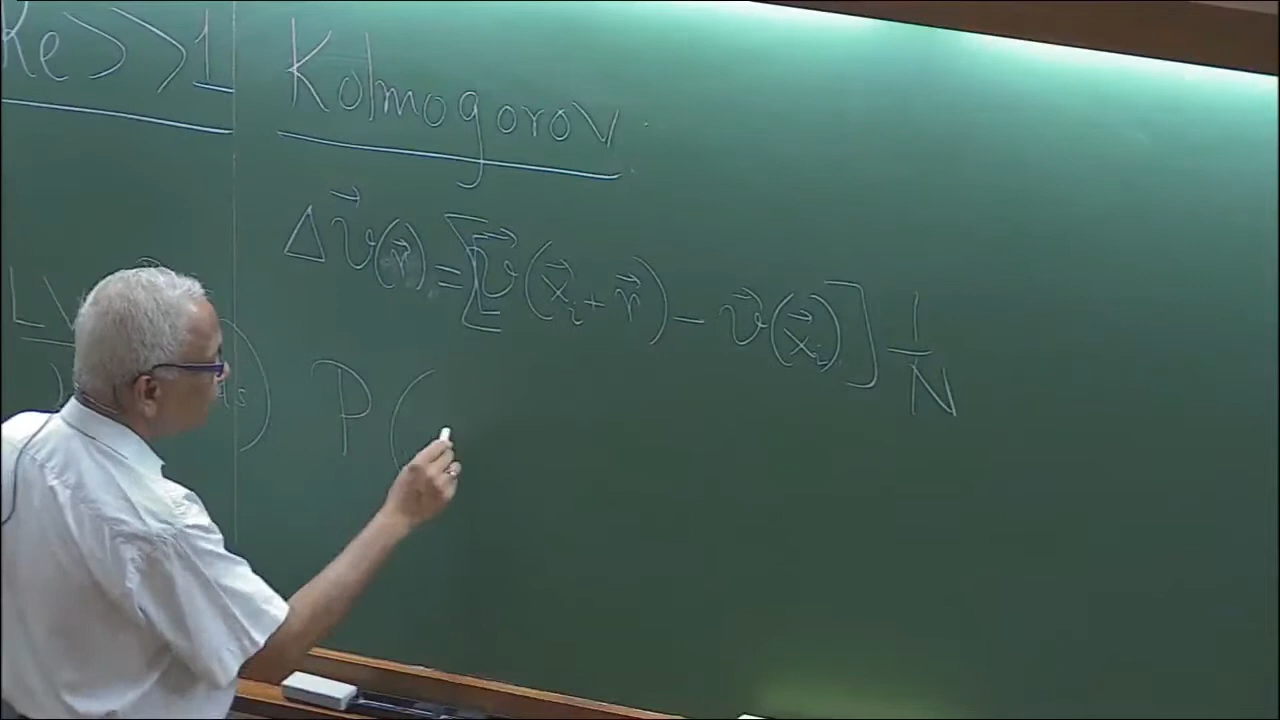 Re >> 1
Kolmogorov
Δv⃗(r⃗) = Σ[v⃗(x⃗ᵢ + r⃗) − v⃗(x⃗ᵢ)] 1/N
P (